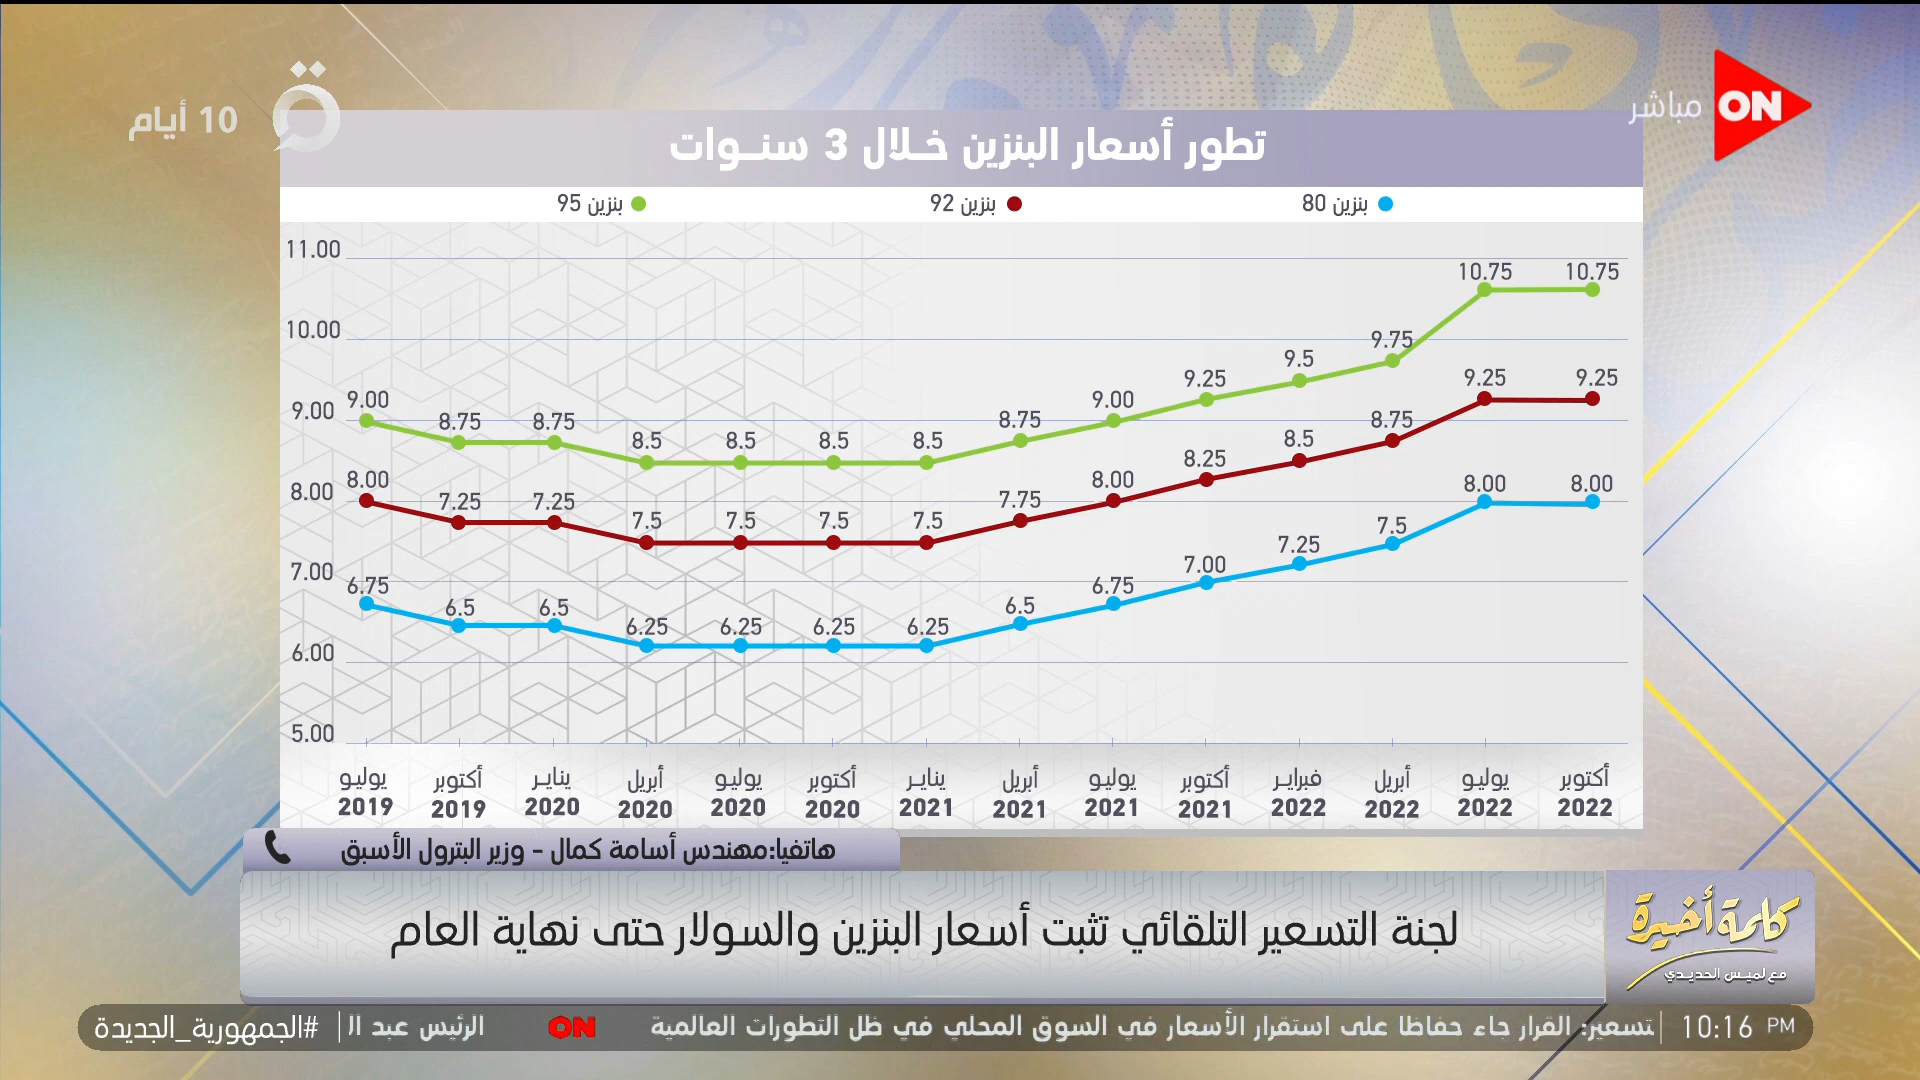 10 أيام
مباشر ON
تطور أسعار البنزين خـلال 3 سنــوات
بنزين 80
بنزين 92
بنزين 95
11.00
10.00
9.00
8.00
7.00
6.00
5.00
9.00 8.75 8.75 8.5 8.5 8.5 8.5 8.75 9.00 9.25 9.5 9.75 10.75 10.75
8.00 7.25 7.25 7.5 7.5 7.5 7.5 7.75 8.00 8.25 8.5 8.75 9.25 9.25
6.75 6.5 6.5 6.25 6.25 6.25 6.25 6.5 6.75 7.00 7.25 7.5 8.00 8.00
يوليو 2019
أكتوبر 2019
يناير 2020
أبريل 2020
يوليو 2020
أكتوبر 2020
يناير 2021
أبريل 2021
يوليو 2021
أكتوبر 2021
فبراير 2022
أبريل 2022
يوليو 2022
أكتوبر 2022
هاتفيا:مهندس أسامة كمال - وزير البترول الأسبق
لجنة التسعير التلقائي تثبت أسعار البنزين والسولار حتى نهاية العام
كلمة أخيرة
مع لميس الحديدي
10:16 PM
تسعير: القرار جاء حفاظا على استقرار الأسعار في السوق المحلي في ظل التطورات العالمية ON الرئيس عبد ال
#الجمهورية_الجديدة